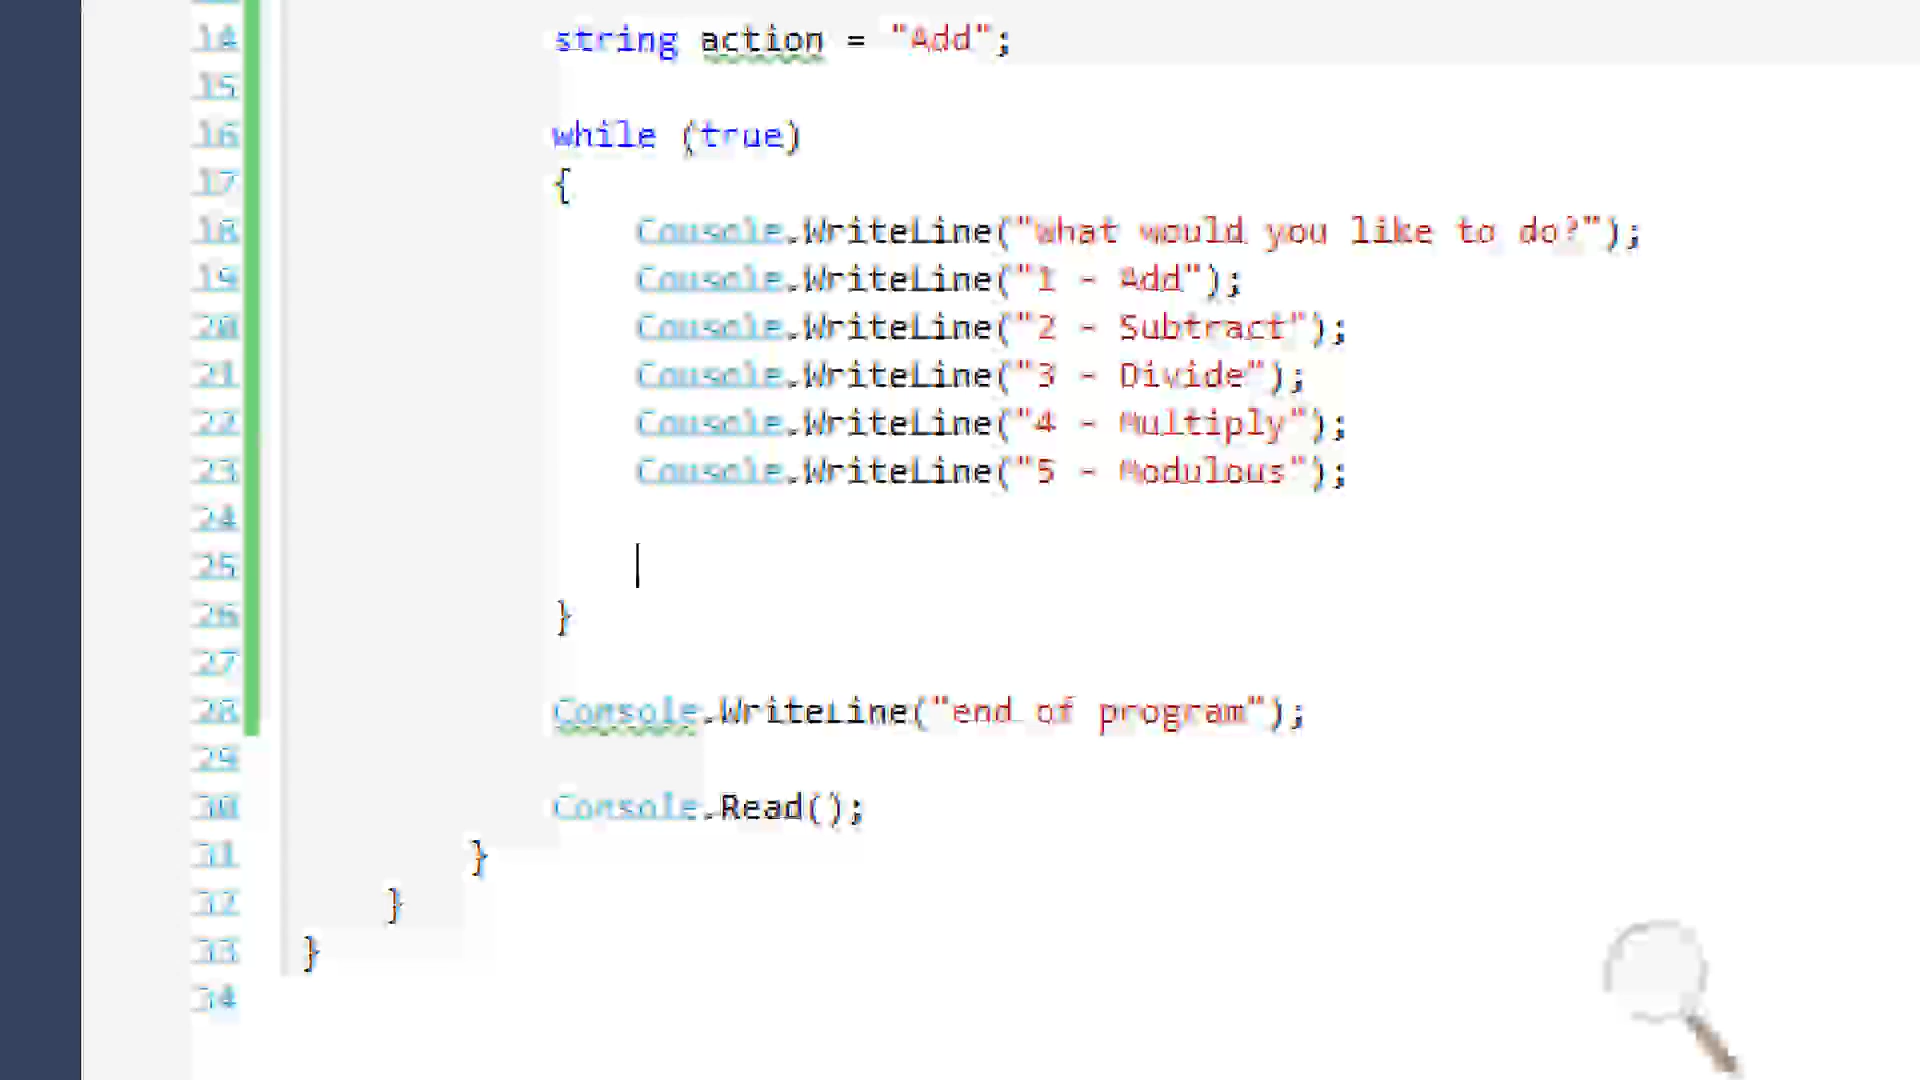 14 string action = "Add";
15
16 while (true)
17 {
18 Console.WriteLine("What would you like to do?");
19 Console.WriteLine("1 - Add");
20 Console.WriteLine("2 - Subtract");
21 Console.WriteLine("3 - Divide");
22 Console.WriteLine("4 - Multiply");
23 Console.WriteLine("5 - Modulous");
24
25
26 }
27
28 Console.WriteLine("end of program");
29
30 Console.Read();
31 }
32 }
33 }
34